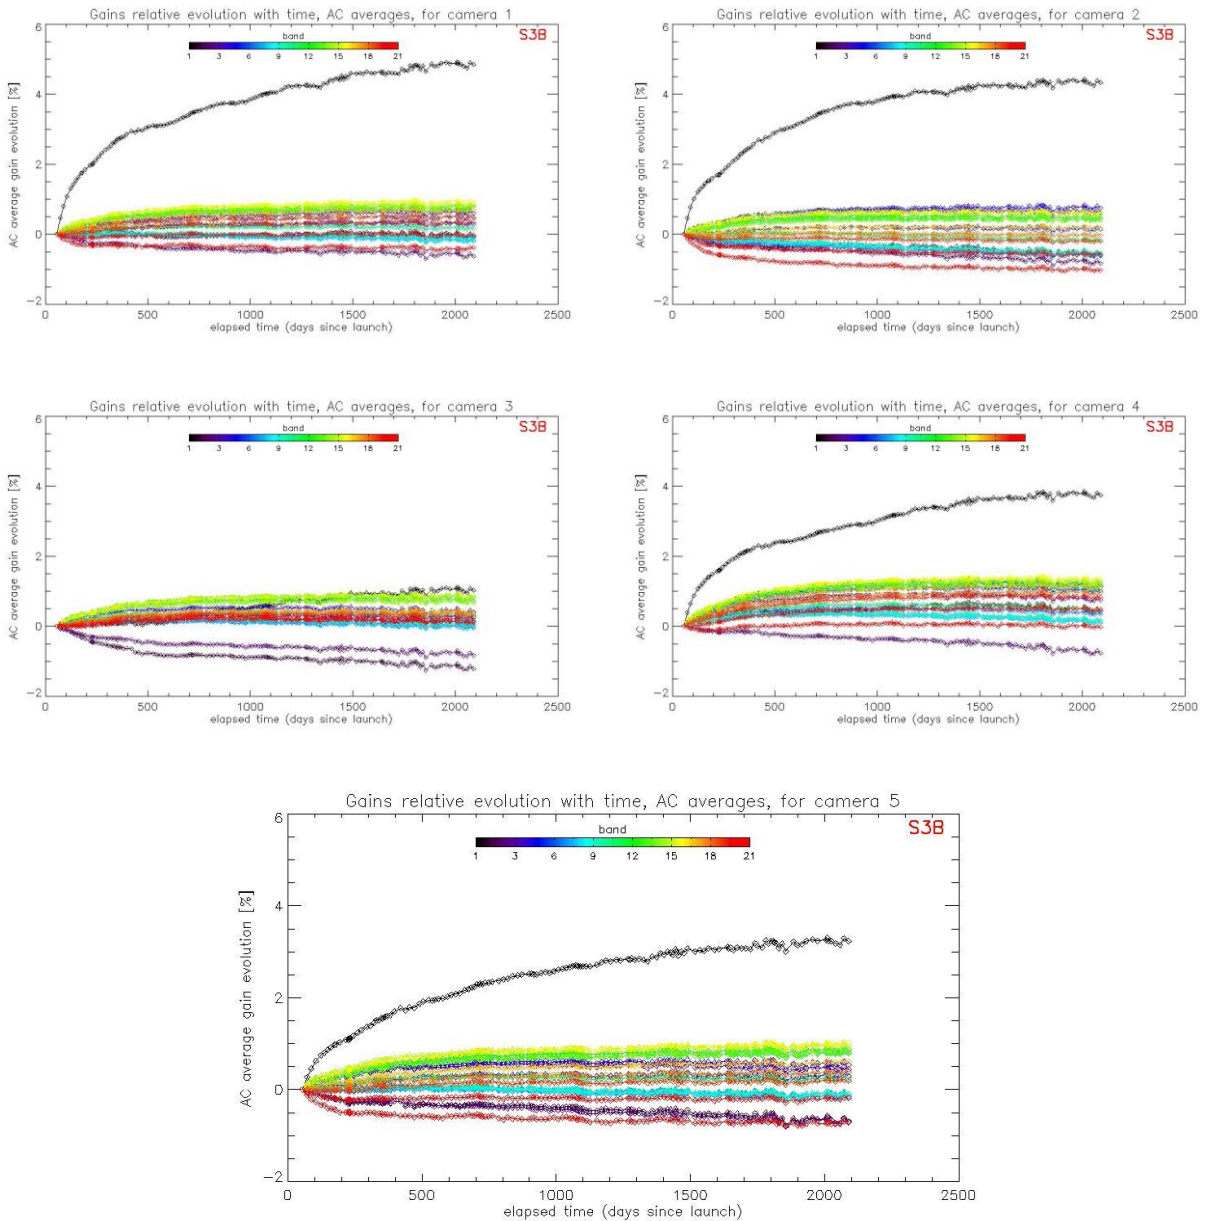 Gains relative evolution with time, AC averages, for camera 1
S3B
band
1 3 6 9 12 15 18 21
AC average gain evolution [%]
6
4
2
0
-2
0 500 1000 1500 2000 2500
elapsed time (days since launch)
Gains relative evolution with time, AC averages, for camera 2
S3B
band
1 3 6 9 12 15 18 21
AC average gain evolution [%]
6
4
2
0
-2
0 500 1000 1500 2000 2500
elapsed time (days since launch)
Gains relative evolution with time, AC averages, for camera 3
S3B
band
1 3 6 9 12 15 18 21
AC average gain evolution [%]
6
4
2
0
-2
0 500 1000 1500 2000 2500
elapsed time (days since launch)
Gains relative evolution with time, AC averages, for camera 4
S3B
band
1 3 6 9 12 15 18 21
AC average gain evolution [%]
6
4
2
0
-2
0 500 1000 1500 2000 2500
elapsed time (days since launch)
Gains relative evolution with time, AC averages, for camera 5
S3B
band
1 3 6 9 12 15 18 21
AC average gain evolution [%]
6
4
2
0
-2
0 500 1000 1500 2000 2500
elapsed time (days since launch)